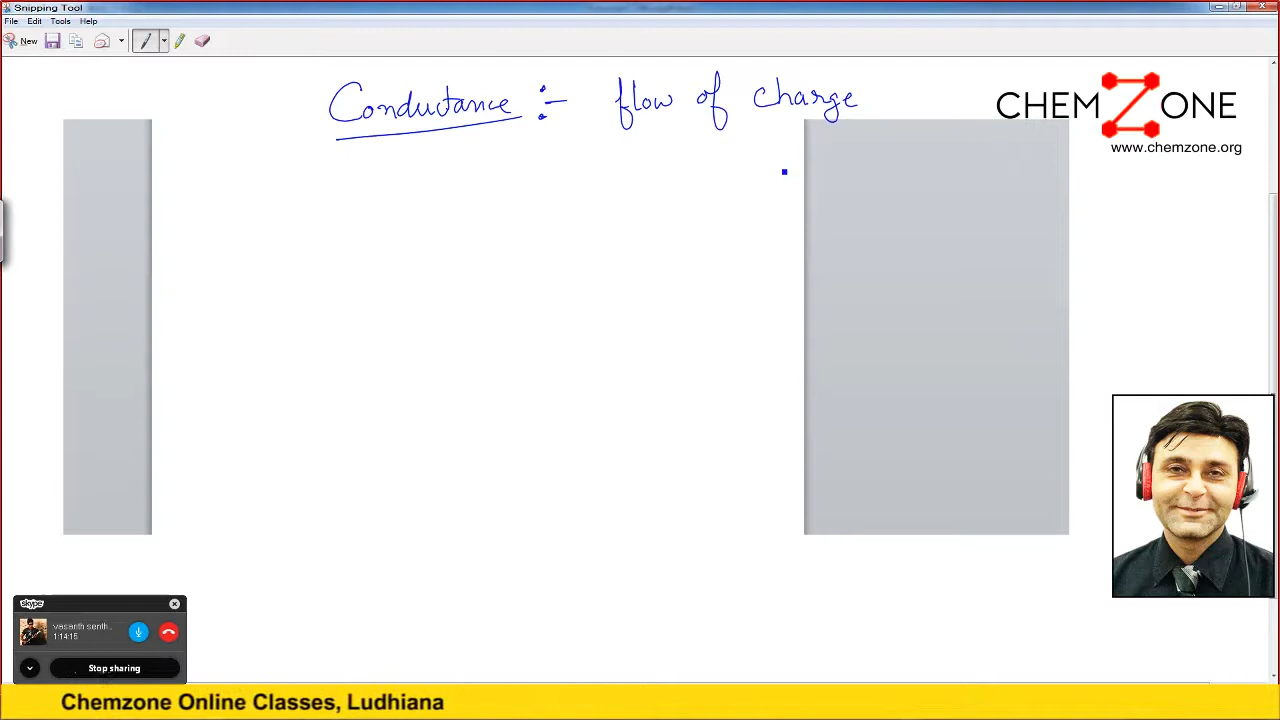 Snipping Tool
File Edit Tools Help
New
Conductance :- flow of charge
CHEMZONE
www.chemzone.org
skype
vasanth senth..
1:14:15
Stop sharing
Chemzone Online Classes, Ludhiana